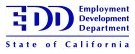 EDD Employment
Development
Department
State of California